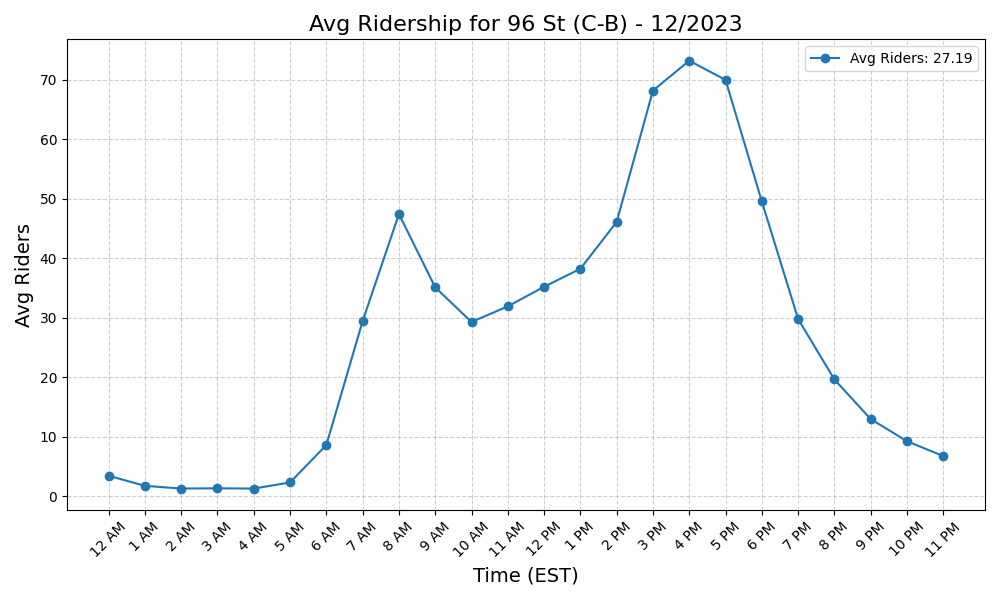 Avg Ridership for 96 St (C-B) - 12/2023
Avg Riders: 27.19
Avg Riders
70
60
50
40
30
20
10
0
12 AM
1 AM
2 AM
3 AM
4 AM
5 AM
6 AM
7 AM
8 AM
9 AM
10 AM
11 AM
12 PM
1 PM
2 PM
3 PM
4 PM
5 PM
6 PM
7 PM
8 PM
9 PM
10 PM
11 PM
Time (EST)